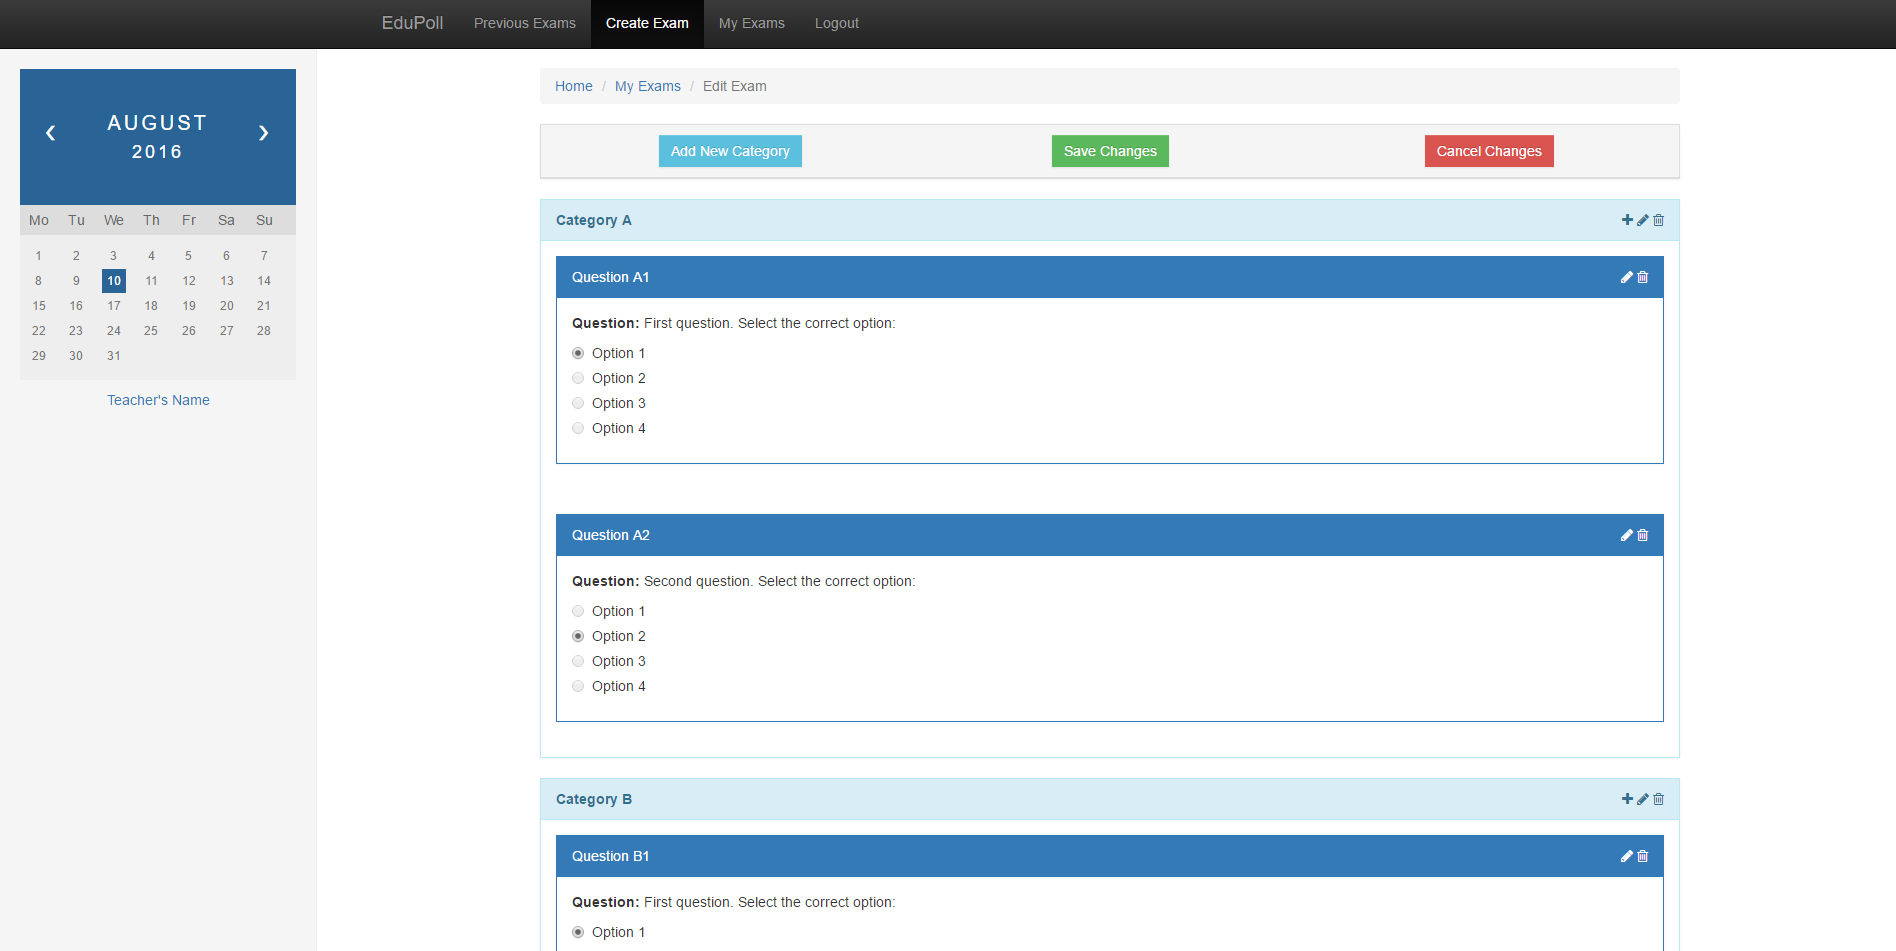 EduPoll Previous Exams Create Exam My Exams Logout
AUGUST
2016
Mo Tu We Th Fr Sa Su
1 2 3 4 5 6 7
8 9 10 11 12 13 14
15 16 17 18 19 20 21
22 23 24 25 26 27 28
29 30 31
Teacher's Name
Home / My Exams / Edit Exam
Add New Category Save Changes Cancel Changes
Category A
Question A1
Question: First question. Select the correct option:
Option 1
Option 2
Option 3
Option 4
Question A2
Question: Second question. Select the correct option:
Option 1
Option 2
Option 3
Option 4
Category B
Question B1
Question: First question. Select the correct option:
Option 1